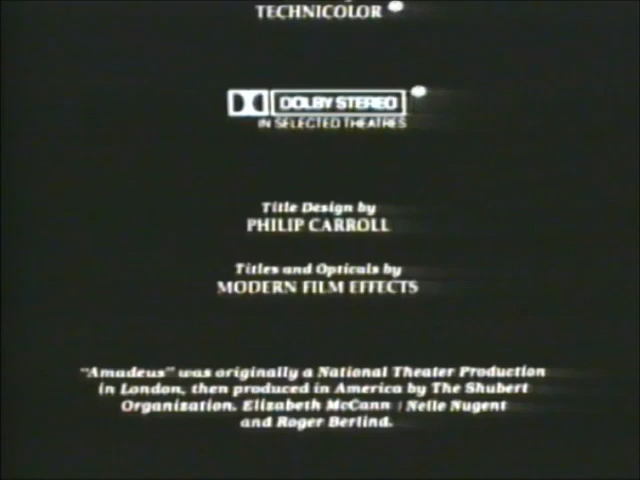 TECHNICOLOR
DOLBY STEREO
IN SELECTED THEATRES
Title Design by
PHILIP CARROLL
Titles and Opticals by
MODERN FILM EFFECTS
"Amadeus" was originally a National Theater Production
in London, then produced in America by The Shubert
Organization, Elizabeth McCann / Nelle Nugent
and Roger Berlind.